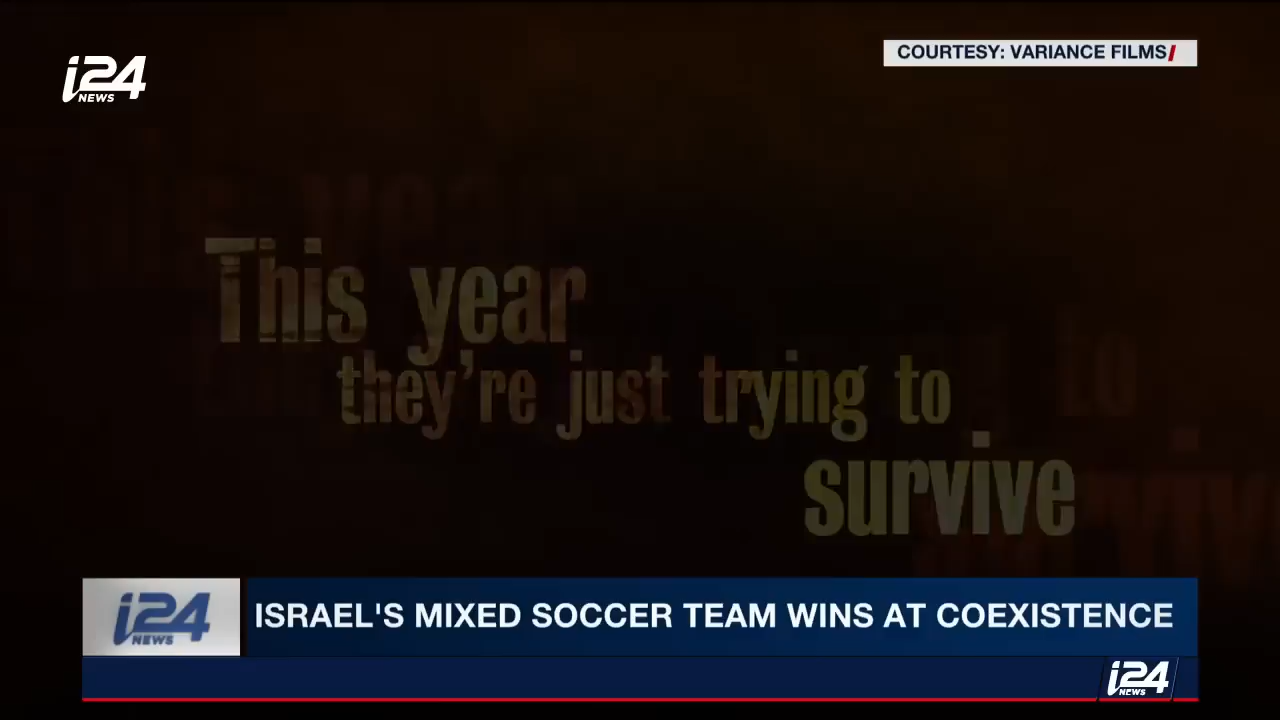 i24
NEWS
COURTESY: VARIANCE FILMS/
This year
they're just trying to
survive
i24
NEWS
ISRAEL'S MIXED SOCCER TEAM WINS AT COEXISTENCE
i24
NEWS